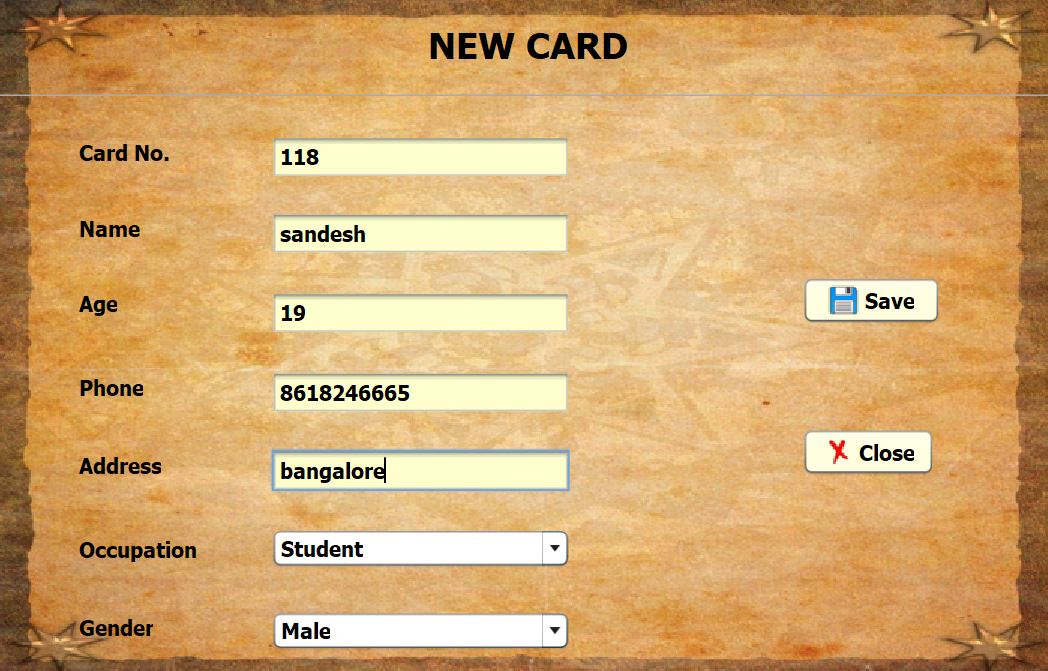 NEW CARD
Card No. 118
Name sandesh
Age 19
Save
Phone 8618246665
Close
Address bangalore
Occupation Student
Gender Male